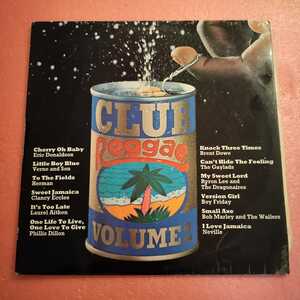 CLUB
reggae
VOLUME 2
Cherry Oh Baby
Eric Donaldson
Little Boy Blue
Verne and Son
To The Fields
Herman
Sweet Jamaica
Clancy Eccles
It's Too Late
Laurel Aitken
One Life To Live,
One Love To Give
Phillis Dillon
Knock Three Times
Brent Dowe
Can't Hide The Feeling
The Gaylads
My Sweet Lord
Byron Lee and
The Dragonaires
Version Girl
Boy Friday
Small Axe
Bob Marley and The Wailers
I Love Jamaica
Neville